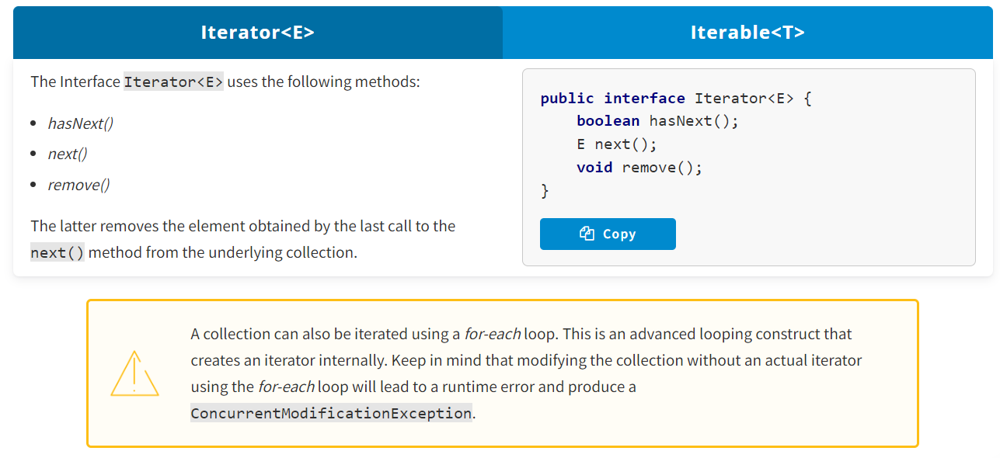 Iterator<E>
Iterable<T>
The Interface Iterator<E> uses the following methods:
• hasNext()
• next()
• remove()
The latter removes the element obtained by the last call to the
next() method from the underlying collection.
public interface Iterator<E> {
    boolean hasNext();
    E next();
    void remove();
}
Copy
A collection can also be iterated using a for-each loop. This is an advanced looping construct that
creates an iterator internally. Keep in mind that modifying the collection without an actual iterator
using the for-each loop will lead to a runtime error and produce a
ConcurrentModificationException.